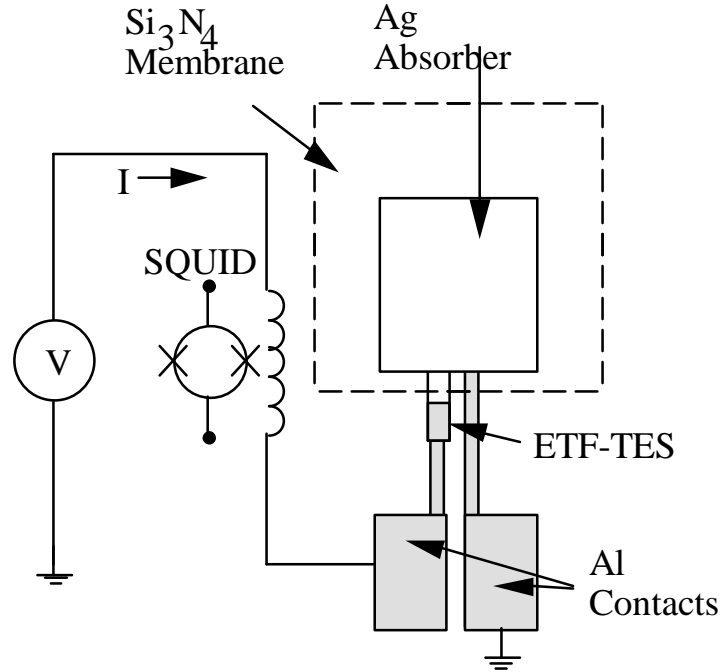 Si3N4
Membrane
Ag
Absorber
I
SQUID
V
ETF-TES
Al
Contacts